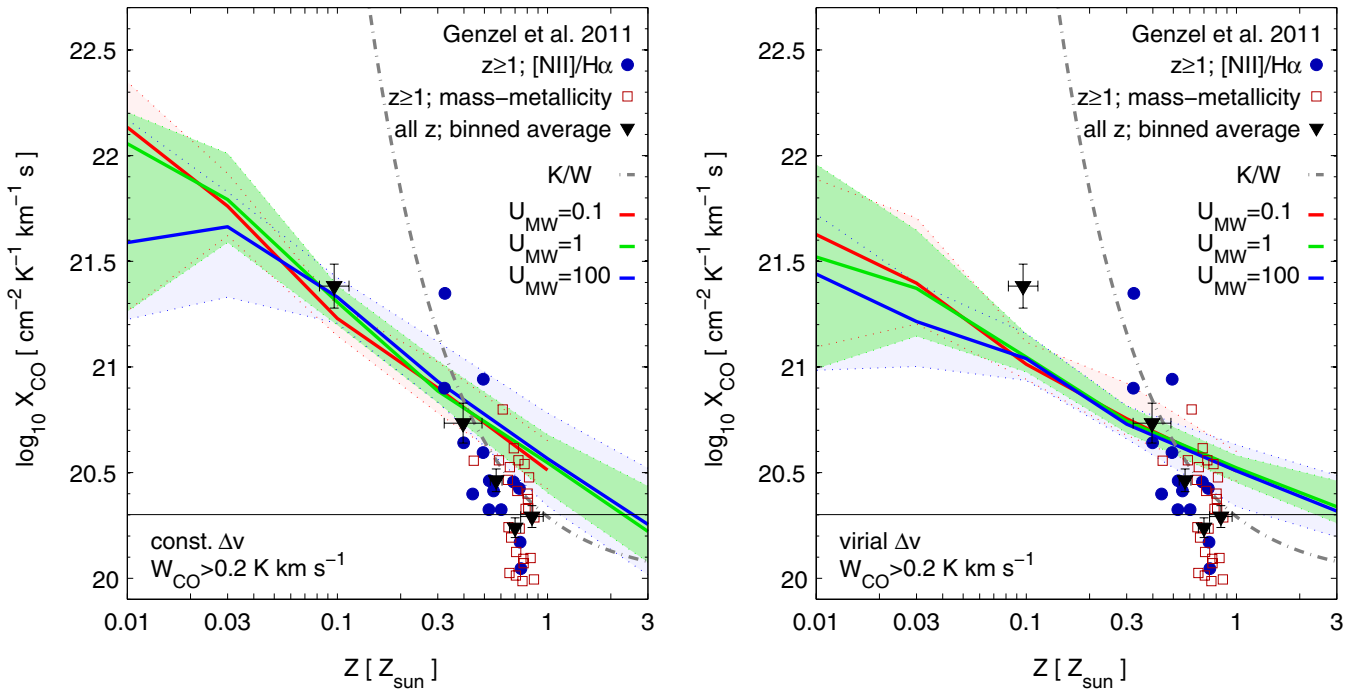 Genzel et al. 2011
z≥1; [NII]/Hα
z≥1; mass−metallicity
all z; binned average
K/W
U_MW=0.1
U_MW=1
U_MW=100
const. Δv
W_CO>0.2 K km s⁻¹
22.5
22
21.5
21
20.5
20
log₁₀ X_CO [ cm⁻² K⁻¹ km⁻¹ s ]
0.01
0.03
0.1
0.3
1
3
Z [ Z_sun ]
Genzel et al. 2011
z≥1; [NII]/Hα
z≥1; mass−metallicity
all z; binned average
K/W
U_MW=0.1
U_MW=1
U_MW=100
virial Δv
W_CO>0.2 K km s⁻¹
22.5
22
21.5
21
20.5
20
log₁₀ X_CO [ cm⁻² K⁻¹ km⁻¹ s ]
0.01
0.03
0.1
0.3
1
3
Z [ Z_sun ]